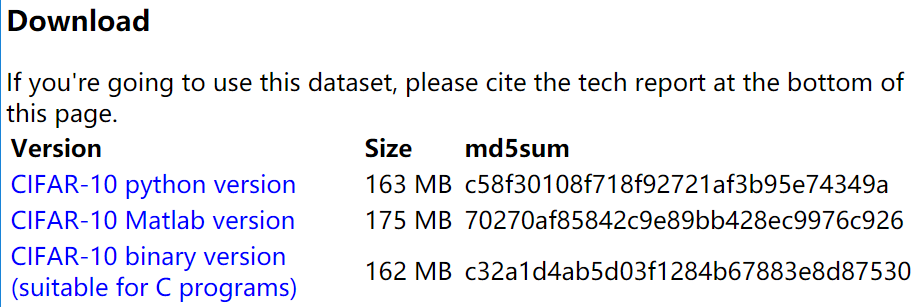 Download
If you're going to use this dataset, please cite the tech report at the bottom of
this page.
Version Size md5sum
CIFAR-10 python version 163 MB c58f30108f718f92721af3b95e74349a
CIFAR-10 Matlab version 175 MB 70270af85842c9e89bb428ec9976c926
CIFAR-10 binary version
(suitable for C programs) 162 MB c32a1d4ab5d03f1284b67883e8d87530